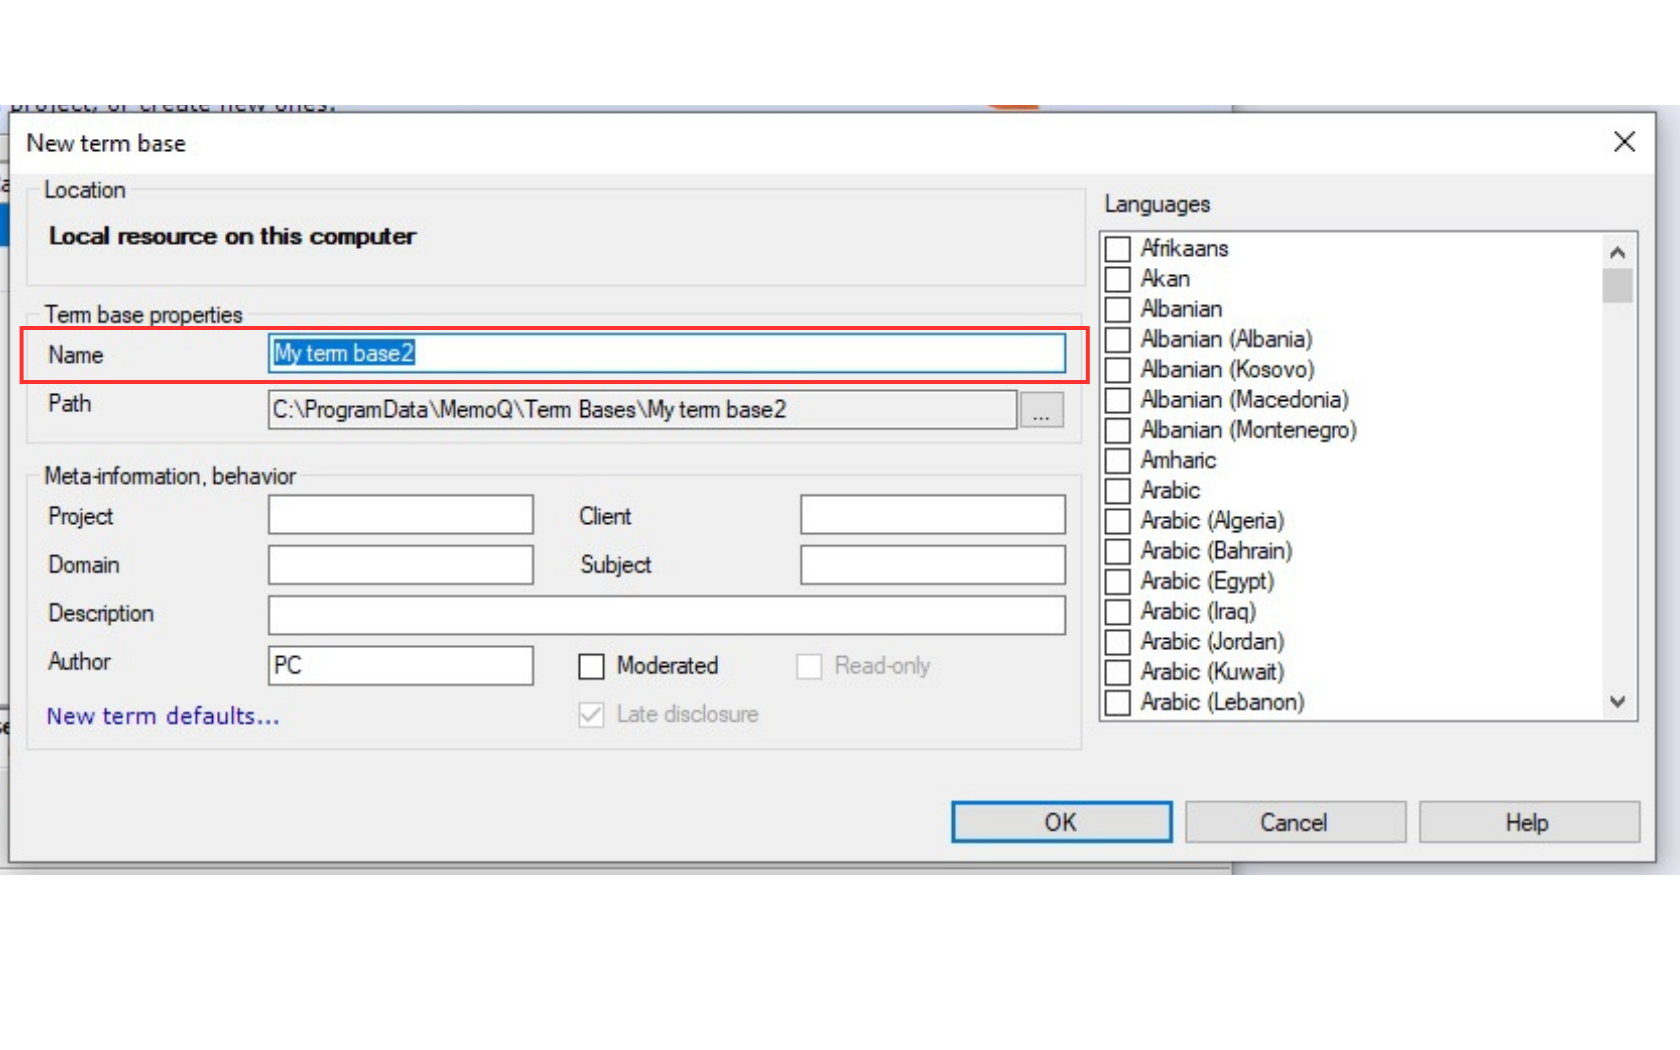 project, or create new ones.
New term base
Location
Local resource on this computer
Term base properties
Name
My term base2
Path
C:\ProgramData\MemoQ\Term Bases\My term base2
...
Meta-information, behavior
Project
Client
Domain
Subject
Description
Author
PC
Moderated
Read-only
New term defaults...
Late disclosure
Languages
Afrikaans
Akan
Albanian
Albanian (Albania)
Albanian (Kosovo)
Albanian (Macedonia)
Albanian (Montenegro)
Amharic
Arabic
Arabic (Algeria)
Arabic (Bahrain)
Arabic (Egypt)
Arabic (Iraq)
Arabic (Jordan)
Arabic (Kuwait)
Arabic (Lebanon)
OK
Cancel
Help